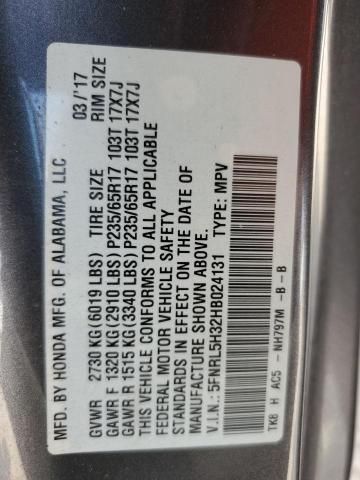 MFD. BY HONDA MFG. OF ALABAMA, LLC 03/'17
GVWR 2730 KG(6019 LBS) TIRE SIZE RIM SIZE
GAWR F 1320 KG(2910 LBS) P235/65R17 103T 17X7J
GAWR R 1515 KG(3340 LBS) P235/65R17 103T 17X7J
THIS VEHICLE CONFORMS TO ALL APPLICABLE
FEDERAL MOTOR VEHICLE SAFETY
STANDARDS IN EFFECT ON THE DATE OF
MANUFACTURE SHOWN ABOVE.
V.I.N.: 5FNRL5H32HB024131 TYPE: MPV
TK8 H AC5- NH797M -B -B